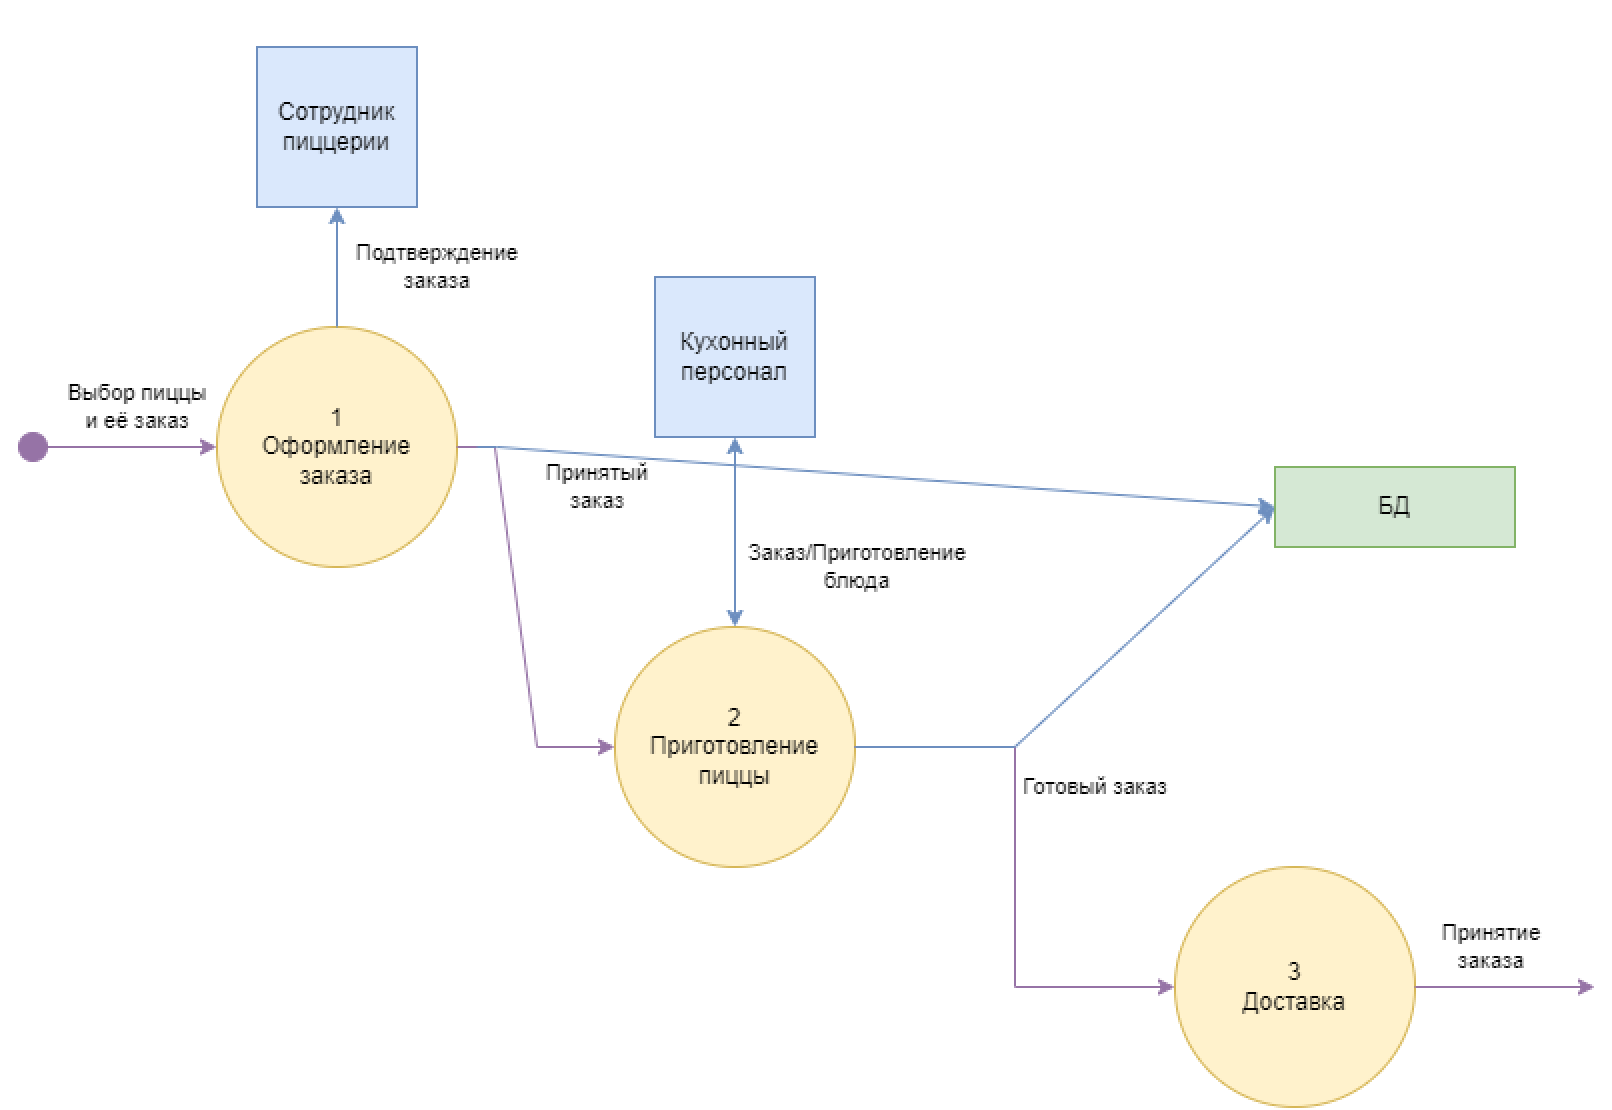 Сотрудник
пиццерии
Подтверждение
заказа
Кухонный
персонал
Выбор пиццы
и её заказ
1
Оформление
заказа
Принятый
заказ
БД
Заказ/Приготовление
блюда
2
Приготовление
пиццы
Готовый заказ
Принятие
заказа
3
Доставка